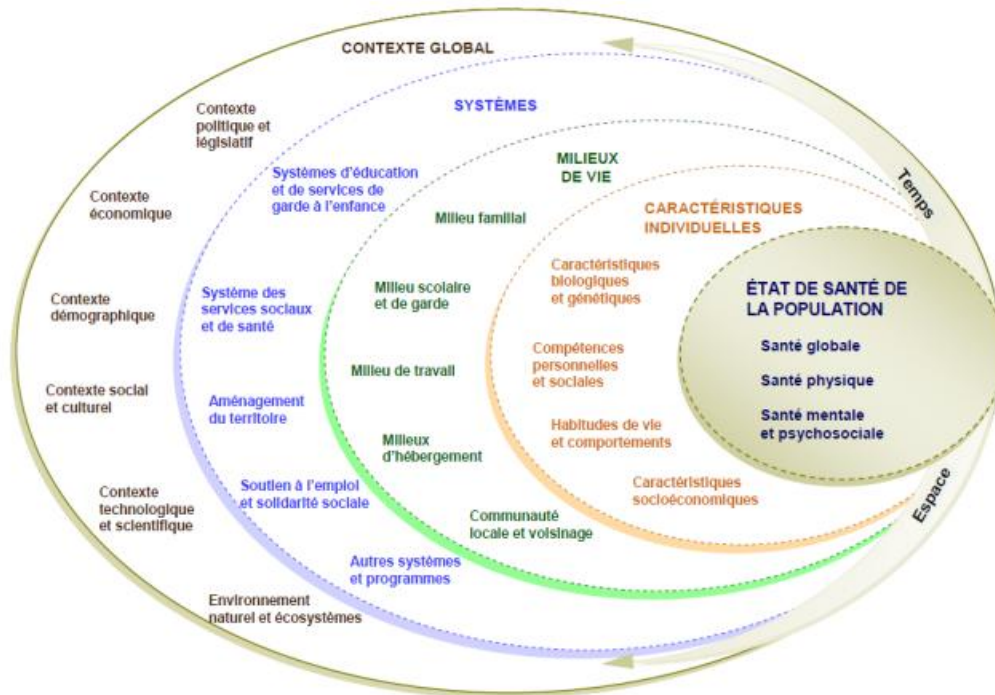 CONTEXTE GLOBAL
Contexte
politique et
législatif
Contexte
économique
Contexte
démographique
Contexte social
et culturel
Contexte
technologique
et scientifique
Environnement
naturel et écosystèmes
SYSTÈMES
Systèmes d'éducation
et de services de
garde à l'enfance
Système des
services sociaux
et de santé
Aménagement
du territoire
Soutien à l'emploi
et solidarité sociale
Autres systèmes
et programmes
MILIEUX
DE VIE
Milieu familial
Milieu scolaire
et de garde
Milieu de travail
Milieux
d'hébergement
Communauté
locale et voisinage
CARACTÉRISTIQUES
INDIVIDUELLES
Caractéristiques
biologiques
et génétiques
Compétences
personnelles
et sociales
Habitudes de vie
et comportements
Caractéristiques
socioéconomiques
ÉTAT DE SANTÉ DE
LA POPULATION
Santé globale
Santé physique
Santé mentale
et psychosociale
Temps
Espace